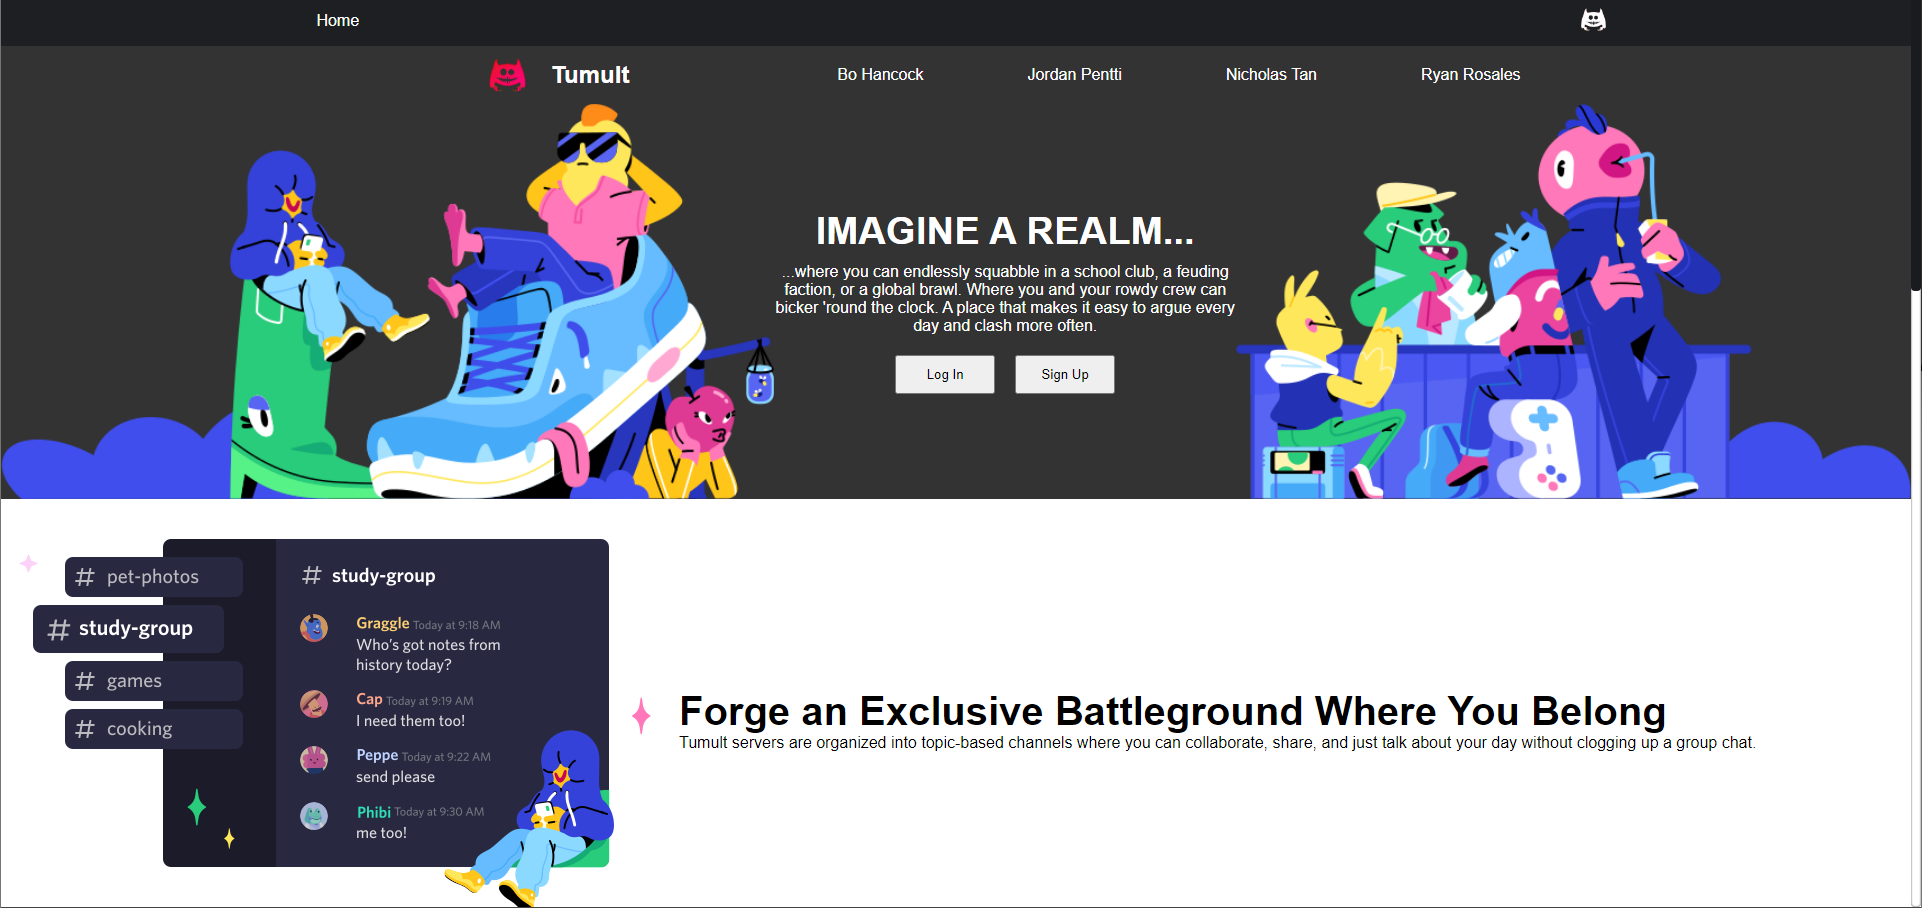 Home
Tumult
Bo Hancock
Jordan Pentti
Nicholas Tan
Ryan Rosales
IMAGINE A REALM...
...where you can endlessly squabble in a school club, a feuding
faction, or a global brawl. Where you and your rowdy crew can
bicker 'round the clock. A place that makes it easy to argue every
day and clash more often.
Log In
Sign Up
# pet-photos
# study-group
# games
# cooking
# study-group
Graggle Today at 9:18 AM
Who's got notes from
history today?
Cap Today at 9:19 AM
I need them too!
Peppe Today at 9:22 AM
send please
Phibi Today at 9:30 AM
me too!
Forge an Exclusive Battleground Where You Belong
Tumult servers are organized into topic-based channels where you can collaborate, share, and just talk about your day without clogging up a group chat.